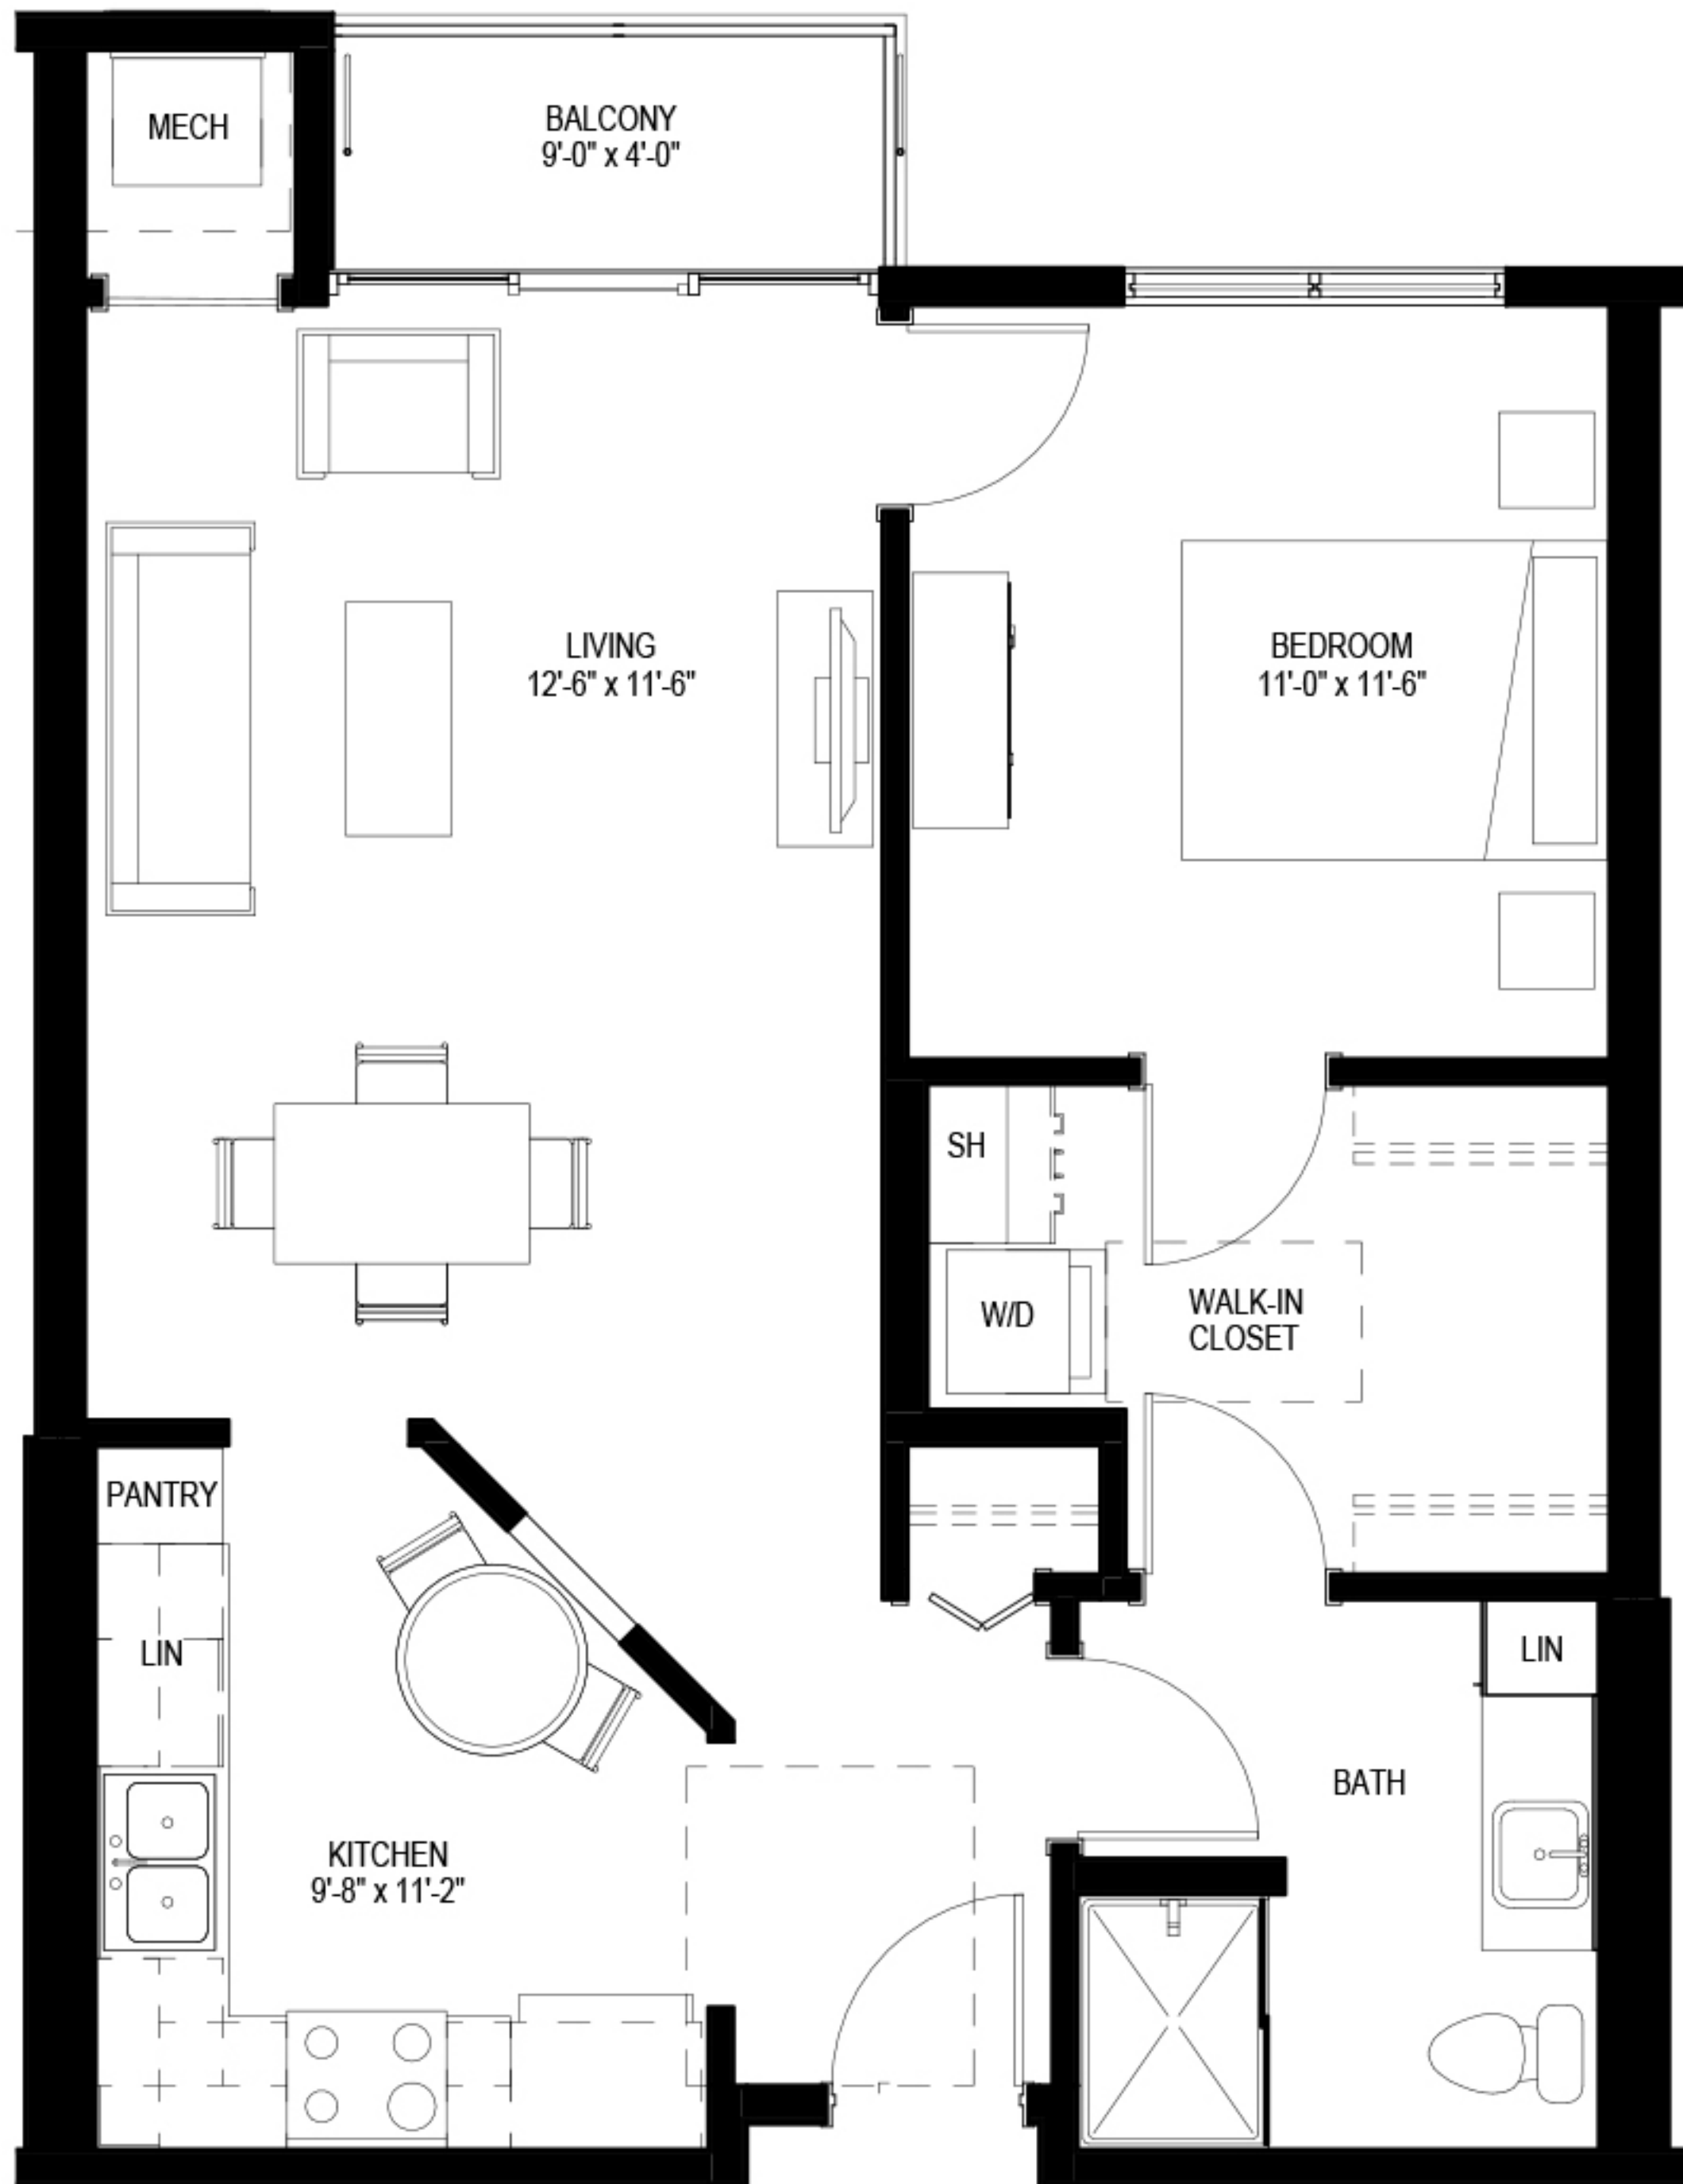 MECH
BALCONY
9'-0" x 4'-0"
LIVING
12'-6" x 11'-6"
BEDROOM
11'-0" x 11'-6"
SH
W/D
WALK-IN
CLOSET
PANTRY
LIN
LIN
BATH
KITCHEN
9'-8" x 11'-2"